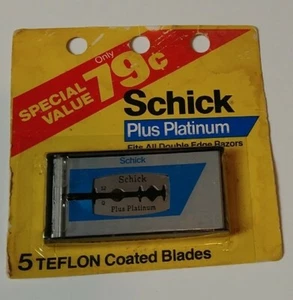 SPECIAL
VALUE
Only
79¢
Schick
Plus Platinum
Fits All Double Edge Razors
Schick
Schick
Plus Platinum
5 TEFLON Coated Blades